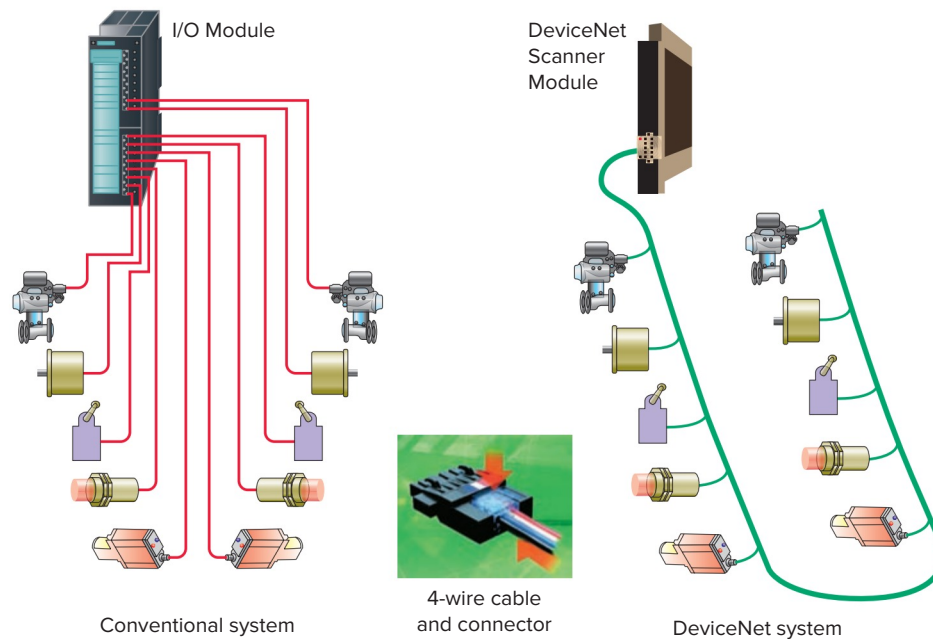 I/O Module
DeviceNet
Scanner
Module
4-wire cable
and connector
Conventional system
DeviceNet system